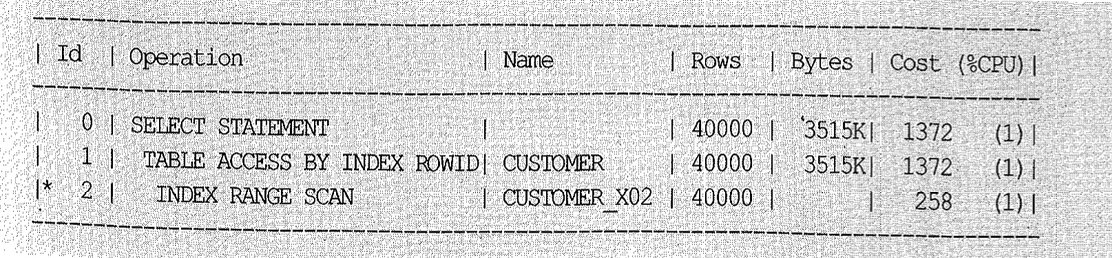 | Id | Operation | Name | Rows | Bytes | Cost (%CPU)|
| 0 | SELECT STATEMENT | | 40000 | 3515K| 1372 (1)|
| 1 | TABLE ACCESS BY INDEX ROWID| CUSTOMER | 40000 | 3515K| 1372 (1)|
|* 2 | INDEX RANGE SCAN | CUSTOMER_X02 | 40000 | | 258 (1)|